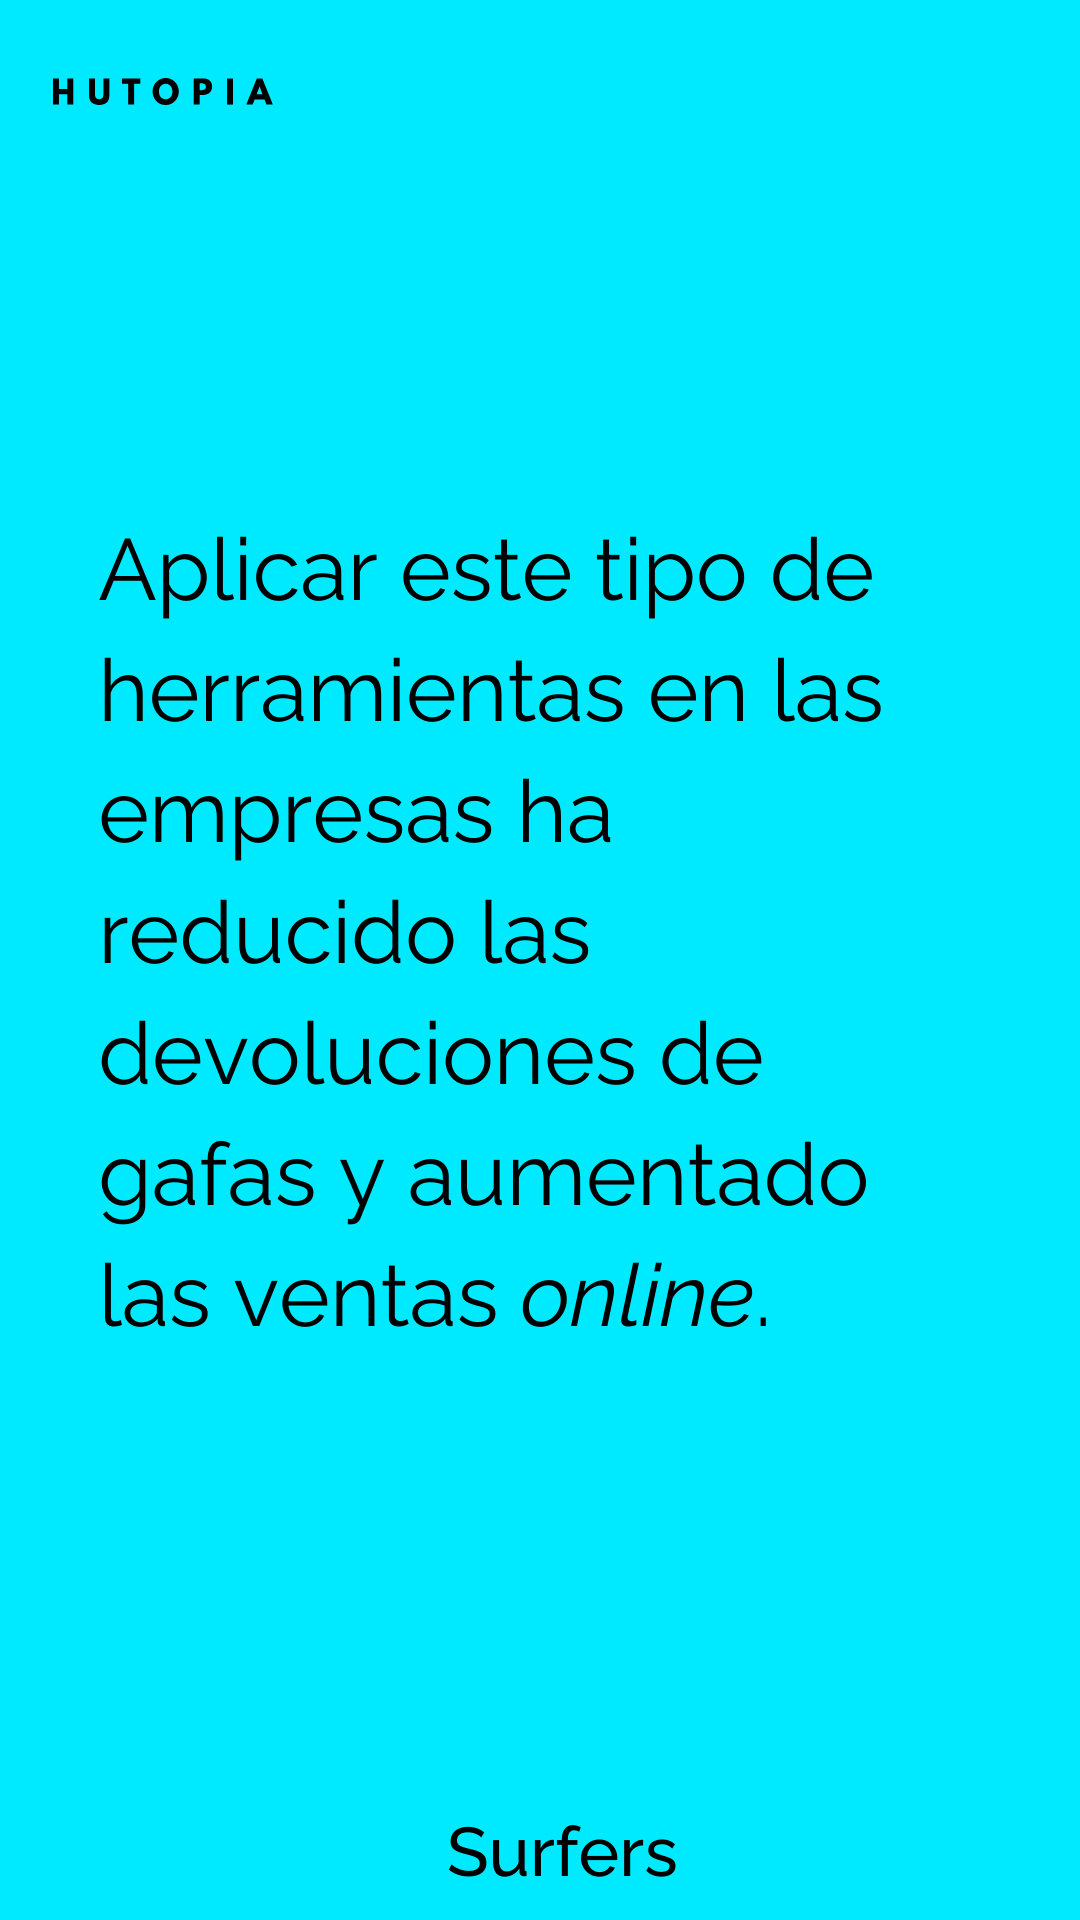 HUTOPIA
Aplicar este tipo de
herramientas en las
empresas ha
reducido las
devoluciones de
gafas y aumentado
las ventas online.
Surfers